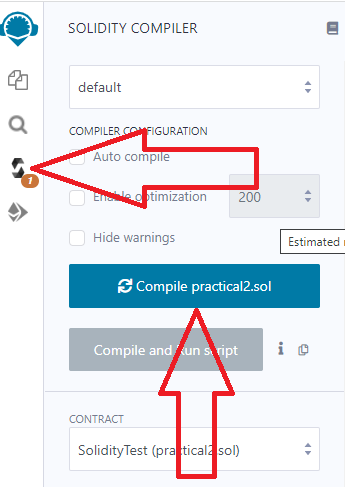 SOLIDITY COMPILER
default
COMPILER CONFIGURATION
Auto compile
Enable optimization
200
Hide warnings
Estimated
Compile practical2.sol
Compile and Run script
CONTRACT
SolidityTest (practical2.sol)
1